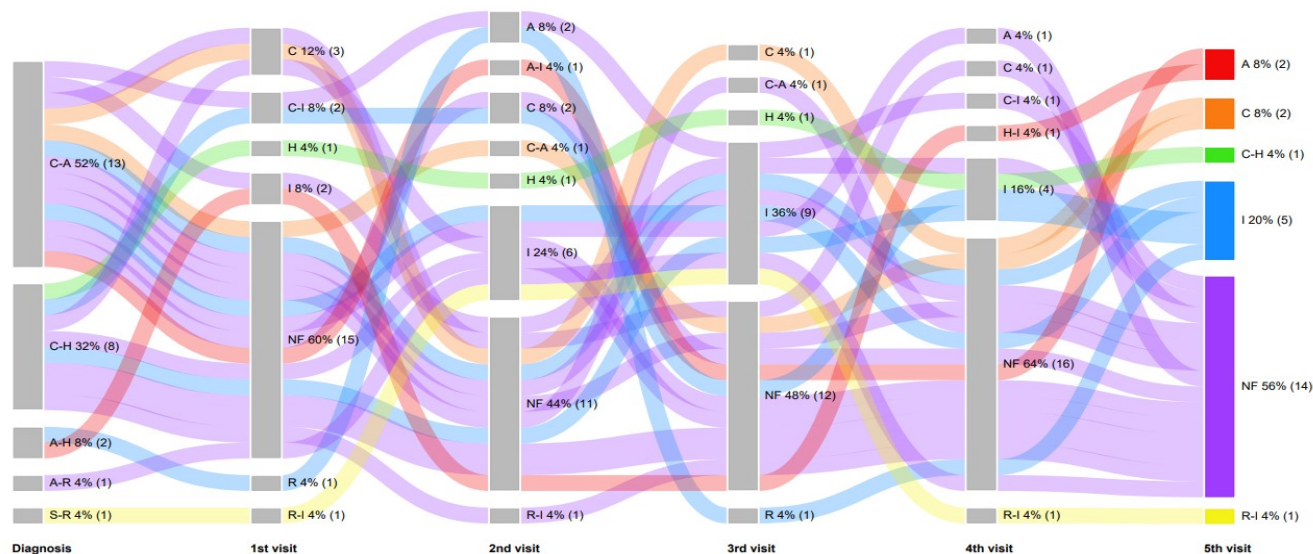 C-A 52% (13)
C-H 32% (8)
A-H 8% (2)
A-R 4% (1)
S-R 4% (1)
Diagnosis
C 12% (3)
C-I 8% (2)
H 4% (1)
I 8% (2)
NF 60% (15)
R 4% (1)
R-I 4% (1)
1st visit
A 8% (2)
A-I 4% (1)
C 8% (2)
C-A 4% (1)
H 4% (1)
I 24% (6)
NF 44% (11)
R-I 4% (1)
2nd visit
C 4% (1)
C-A 4% (1)
H 4% (1)
I 36% (9)
NF 48% (12)
R 4% (1)
3rd visit
A 4% (1)
C 4% (1)
C-I 4% (1)
H-I 4% (1)
I 16% (4)
NF 64% (16)
R-I 4% (1)
4th visit
A 8% (2)
C 8% (2)
C-H 4% (1)
I 20% (5)
NF 56% (14)
R-I 4% (1)
5th visit